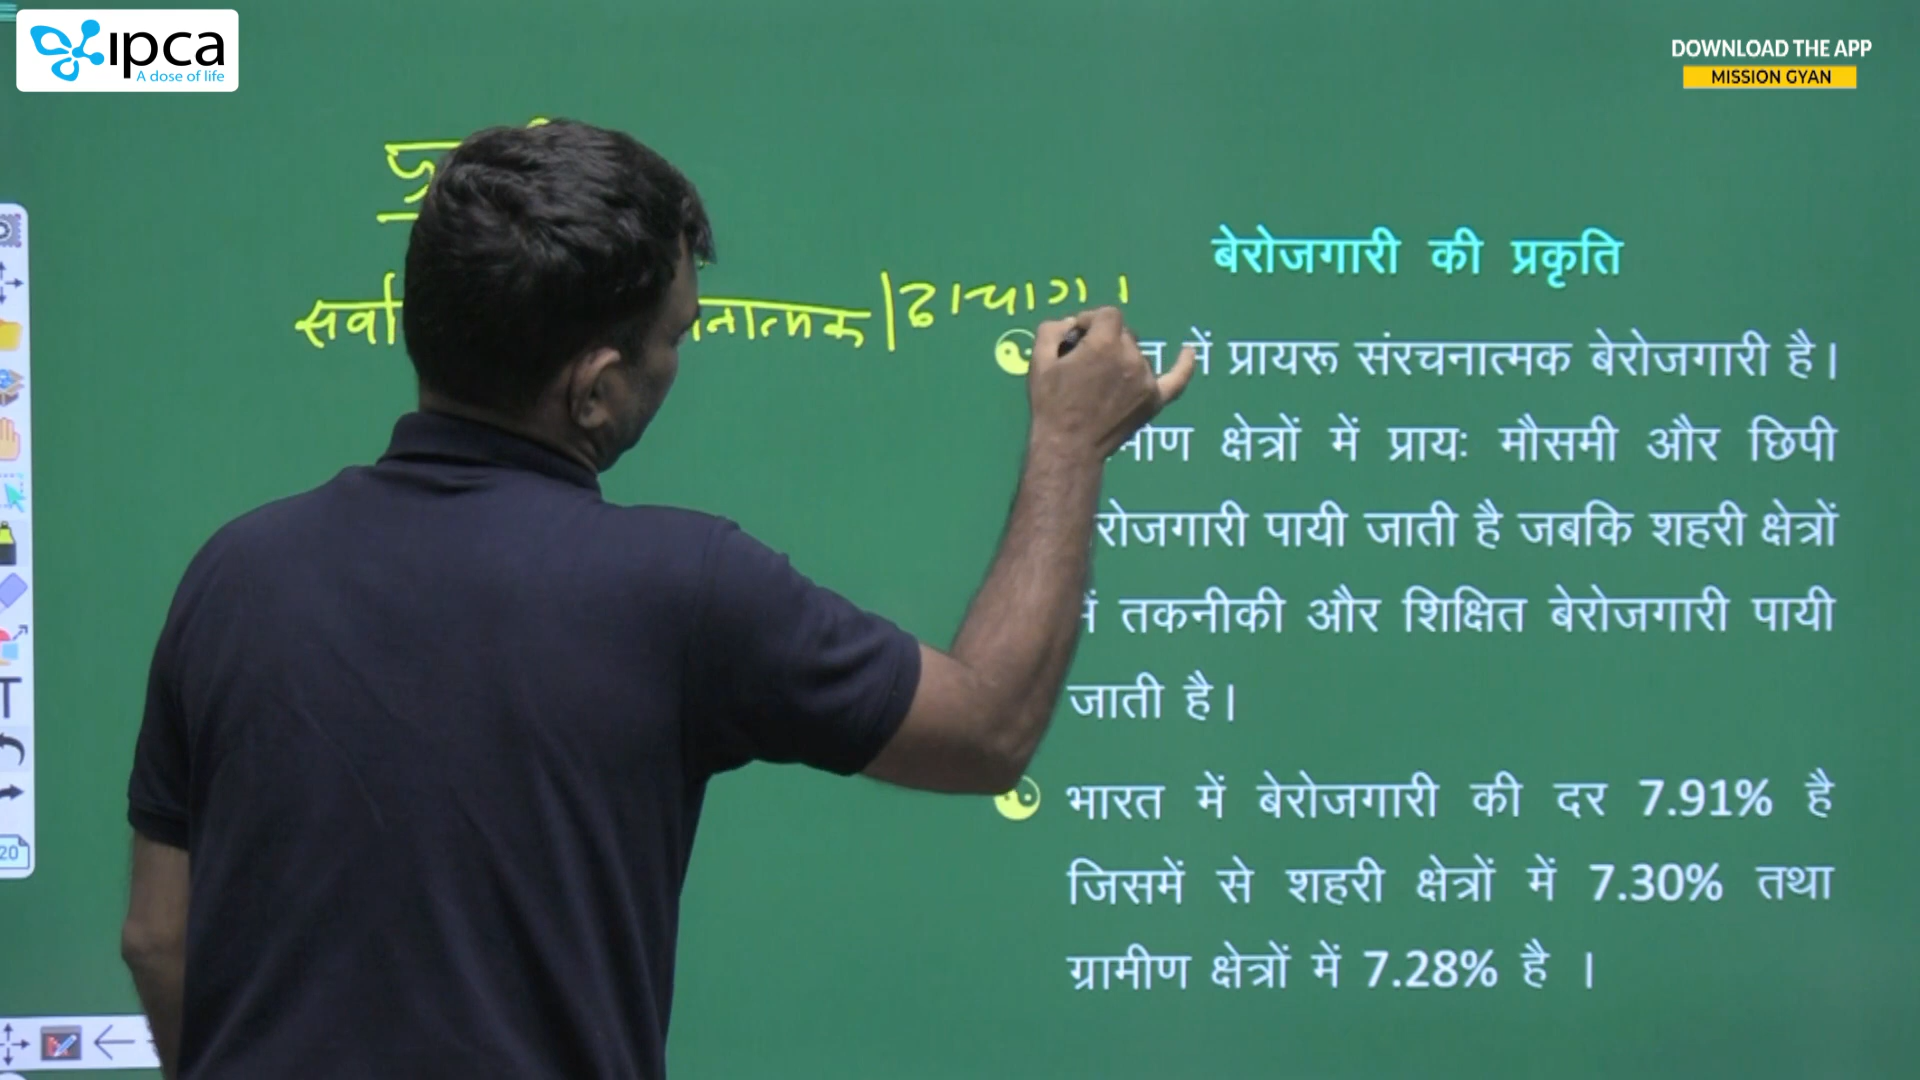 ipca
A dose of life
DOWNLOAD THE APP
MISSION GYAN
बेरोजगारी की प्रकृति
में प्रायरू संरचनात्मक बेरोजगारी है।
क्षेत्रों में प्रायः मौसमी और छिपी
पायी जाती है जबकि शहरी क्षेत्रों
तकनीकी और शिक्षित बेरोजगारी पायी
जाती है।
भारत में बेरोजगारी की दर 7.91% है
जिसमें से शहरी क्षेत्रों में 7.30% तथा
ग्रामीण क्षेत्रों में 7.28% है ।
T
20